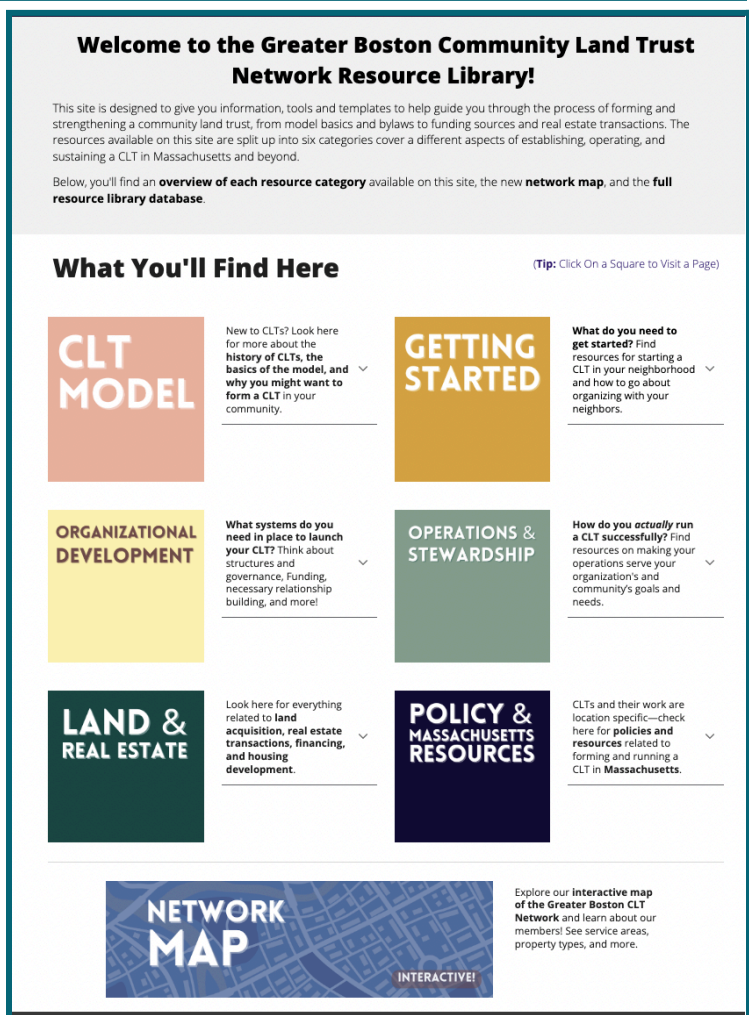 Welcome to the Greater Boston Community Land Trust
Network Resource Library!
This site is designed to give you information, tools and templates to help guide you through the process of forming and
strengthening a community land trust, from model basics and bylaws to funding sources and real estate transactions. The
resources available on this site are split up into six categories cover a different aspects of establishing, operating, and
sustaining a CLT in Massachusetts and beyond.
Below, you'll find an overview of each resource category available on this site, the new network map, and the full
resource library database.
What You'll Find Here
(Tip: Click On a Square to Visit a Page)
CLT
MODEL
New to CLTs? Look here
for more about the
history of CLTs, the
basics of the model, and
why you might want to
form a CLT in your
community.
GETTING
STARTED
What do you need to
get started? Find
resources for starting a
CLT in your neighborhood
and how to go about
organizing with your
neighbors.
ORGANIZATIONAL
DEVELOPMENT
What systems do you
need in place to launch
your CLT? Think about
structures and
governance, Funding,
necessary relationship
building, and more!
OPERATIONS &
STEWARDSHIP
How do you actually run
a CLT successfully? Find
resources on making your
operations serve your
organization's and
community's goals and
needs.
LAND &
REAL ESTATE
Look here for everything
related to land
acquisition, real estate
transactions, financing,
and housing
development.
POLICY &
MASSACHUSETTS
RESOURCES
CLTs and their work are
location specific—check
here for policies and
resources related to
forming and running a
CLT in Massachusetts.
NETWORK
MAP
INTERACTIVE!
Explore our interactive map
of the Greater Boston CLT
Network and learn about our
members! See service areas,
property types, and more.